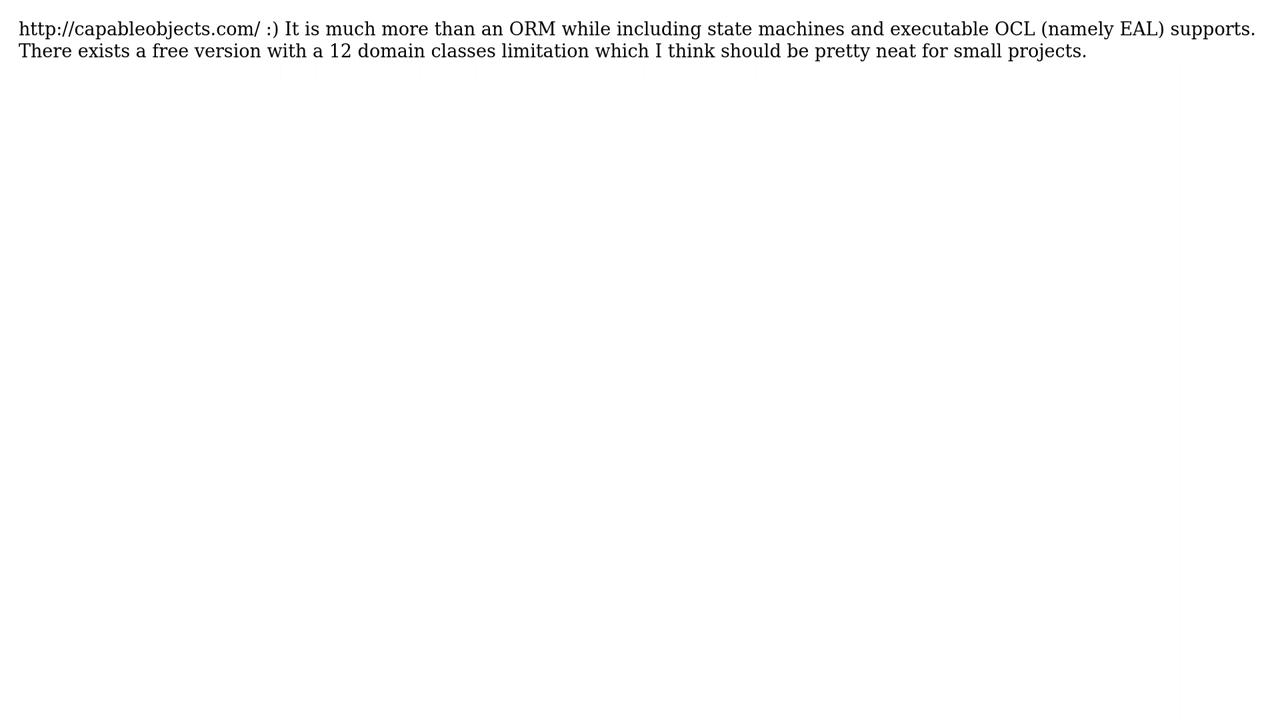 http://capableobjects.com/ :) It is much more than an ORM while including state machines and executable OCL (namely EAL) supports.
There exists a free version with a 12 domain classes limitation which I think should be pretty neat for small projects.